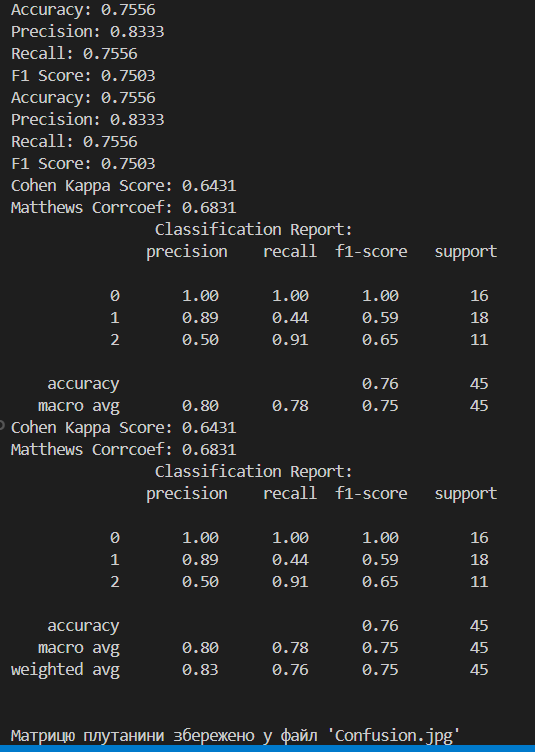 Accuracy: 0.7556
Precision: 0.8333
Recall: 0.7556
F1 Score: 0.7503
Accuracy: 0.7556
Precision: 0.8333
Recall: 0.7556
F1 Score: 0.7503
Cohen Kappa Score: 0.6431
Matthews Corrcoef: 0.6831
Classification Report:
precision recall f1-score support
0 1.00 1.00 1.00 16
1 0.89 0.44 0.59 18
2 0.50 0.91 0.65 11
accuracy 0.76 45
macro avg 0.80 0.78 0.75 45
Cohen Kappa Score: 0.6431
Matthews Corrcoef: 0.6831
Classification Report:
precision recall f1-score support
0 1.00 1.00 1.00 16
1 0.89 0.44 0.59 18
2 0.50 0.91 0.65 11
accuracy 0.76 45
macro avg 0.80 0.78 0.75 45
weighted avg 0.83 0.76 0.75 45
Матрицю плутанини збережено у файл 'Confusion.jpg'